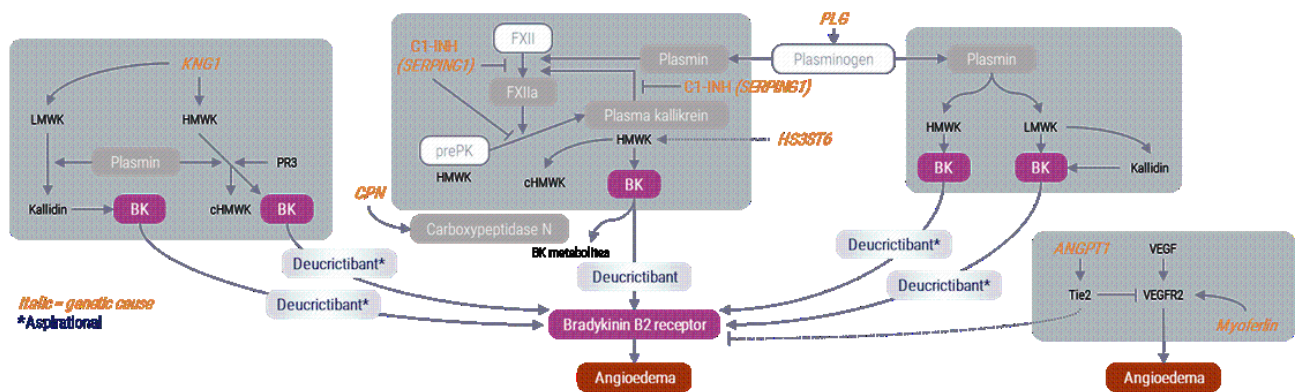 KNG1
LMWK
HMWK
Plasmin
PR3
Kallidin
BK
cHMWK
BK
Deucrictibant*
Deucrictibant*
Italic = genetic cause
*Aspirational
C1-INH
(SERPING1)
FXII
FXIIa
Plasmin
C1-INH (SERPING1)
Plasma kallikrein
prePK
HMWK
HMWK
cHMWK
BK
HS3ST6
CPN
Carboxypeptidase N
BK metabolites
Deucrictibant
Bradykinin B2 receptor
Angioedema
PLG
Plasminogen
Plasmin
HMWK
LMWK
BK
BK
Kallidin
Deucrictibant*
Deucrictibant*
ANGPT1
VEGF
Tie2
VEGFR2
Myoferlin
Angioedema